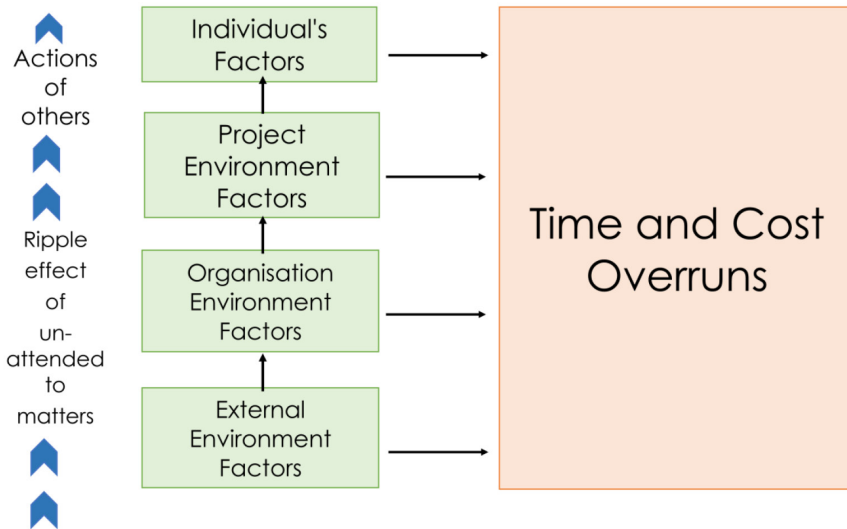 Actions
of
others
Ripple
effect
of
un-
attended
to
matters
Individual's
Factors
Project
Environment
Factors
Organisation
Environment
Factors
External
Environment
Factors
Time and Cost
Overruns